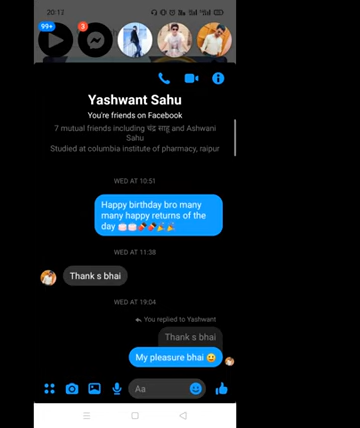 20:17
99+
3
Yashwant Sahu
You're friends on Facebook
7 mutual friends including चंद्र साहू and Ashwani
Sahu
Studied at columbia institute of pharmacy, raipur
WED AT 10:51
Happy birthday bro many
many happy returns of the
day 🎂🎂🍫🍫🎉🎉
WED AT 11:38
Thank s bhai
WED AT 19:04
You replied to Yashwant
Thank s bhai
My pleasure bhai 😀
Aa